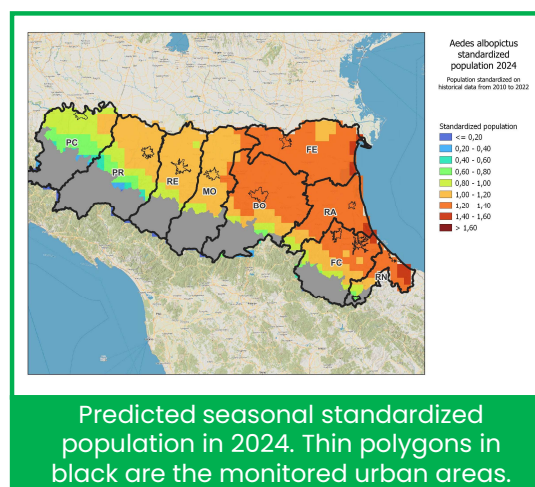 Aedes albopictus
standardized
population 2024
Population standardized on
historical data from 2010 to 2022
Standardized population
<= 0,20
0,20 - 0,40
0,40 - 0,60
0,60 - 0,80
0,80 - 1,00
1,00 - 1,20
1,20
1,40 - 1,60
> 1,60
PC
PR
RE
MO
FE
BO
RA
FC
RN
Predicted seasonal standardized
population in 2024. Thin polygons in
black are the monitored urban areas.